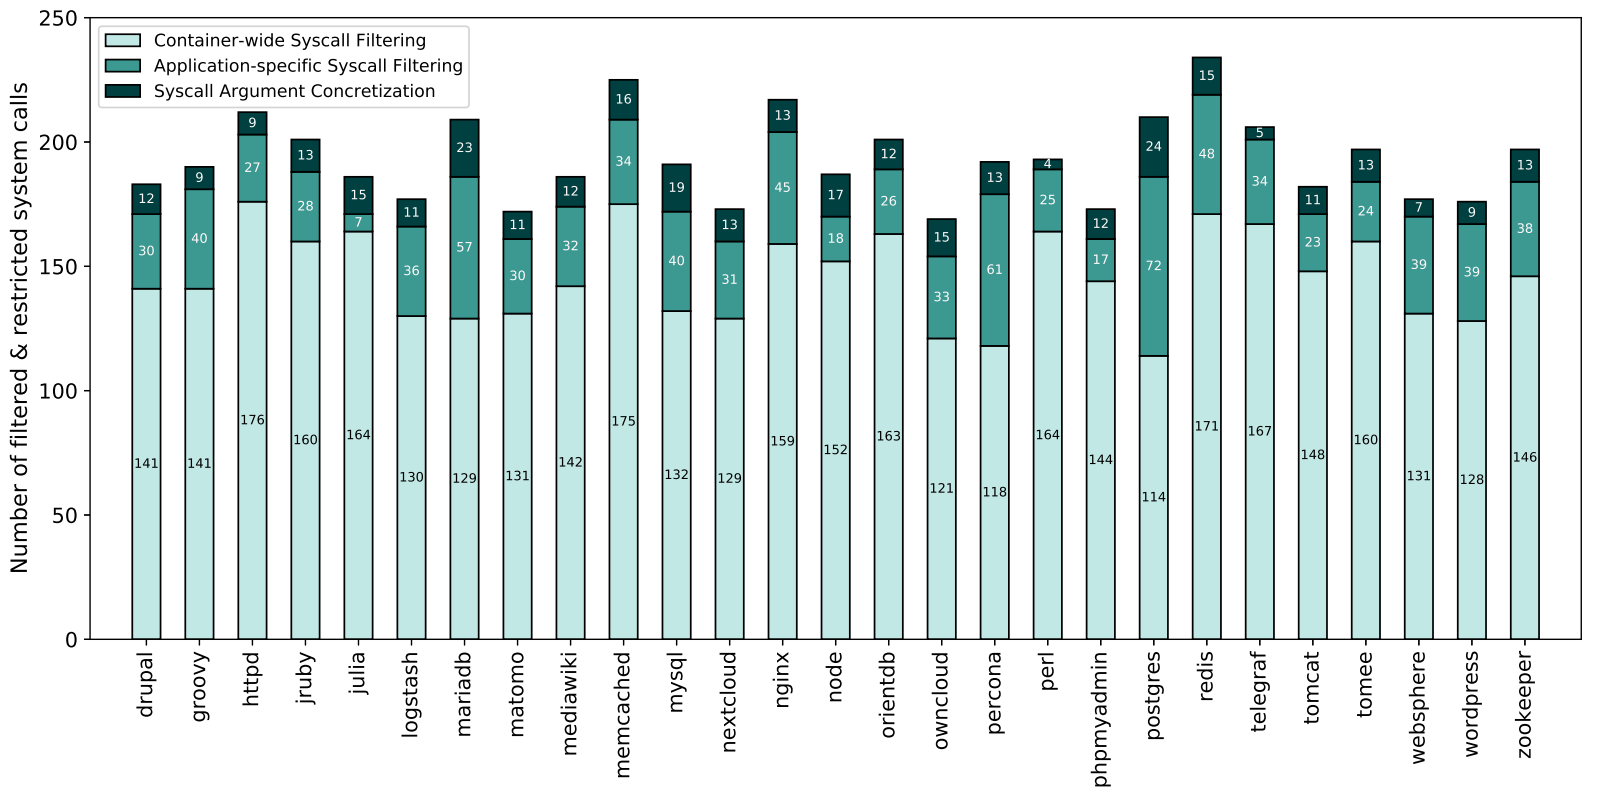 Number of filtered & restricted system calls
250
200
150
100
50
0
Container-wide Syscall Filtering
Application-specific Syscall Filtering
Syscall Argument Concretization
12
30
141
9
40
141
9
27
176
13
28
160
15
7
164
11
36
130
23
57
129
11
30
131
12
32
142
16
34
175
19
40
132
13
31
129
13
45
159
17
18
152
12
26
163
15
33
121
13
61
118
4
25
164
12
17
144
24
72
114
15
48
171
5
34
167
11
23
148
13
24
160
7
39
131
9
39
128
13
38
146
drupal
groovy
httpd
jruby
julia
logstash
mariadb
matomo
mediawiki
memcached
mysql
nextcloud
nginx
node
orientdb
owncloud
percona
perl
phpmyadmin
postgres
redis
telegraf
tomcat
tomee
websphere
wordpress
zookeeper